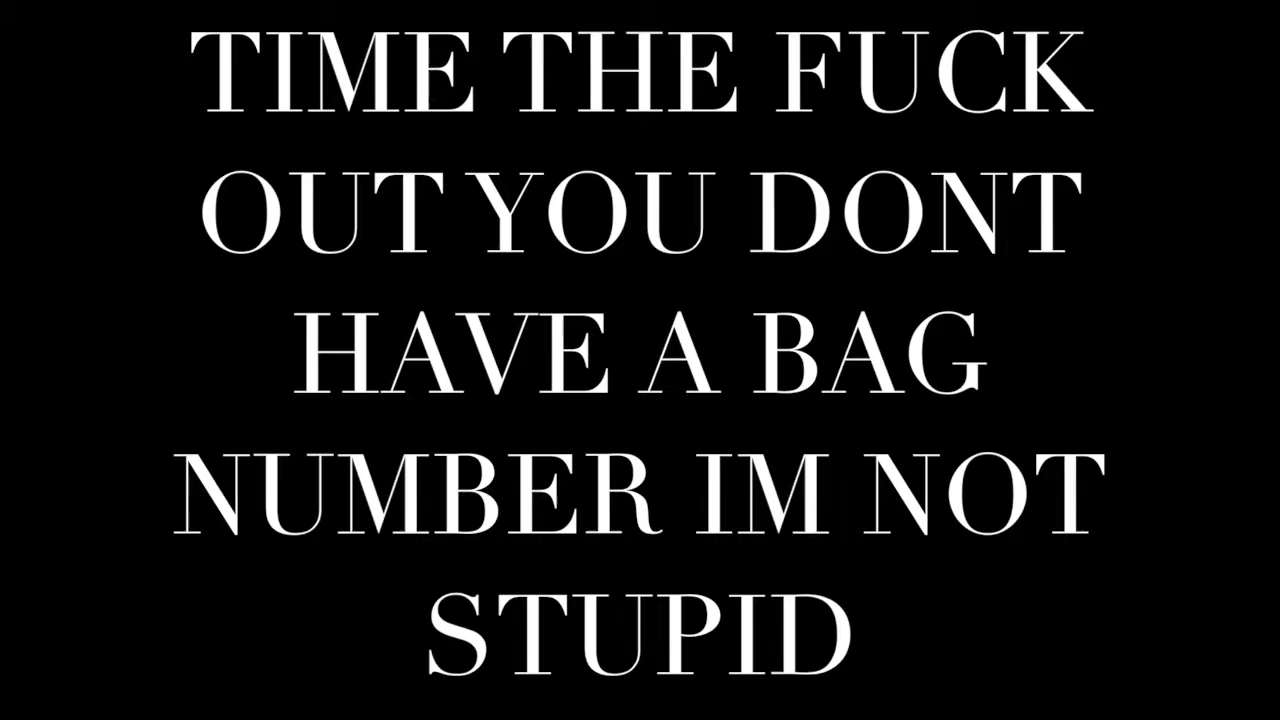 TIME THE FUCK
OUT YOU DONT
HAVE A BAG
NUMBER IM NOT
STUPID